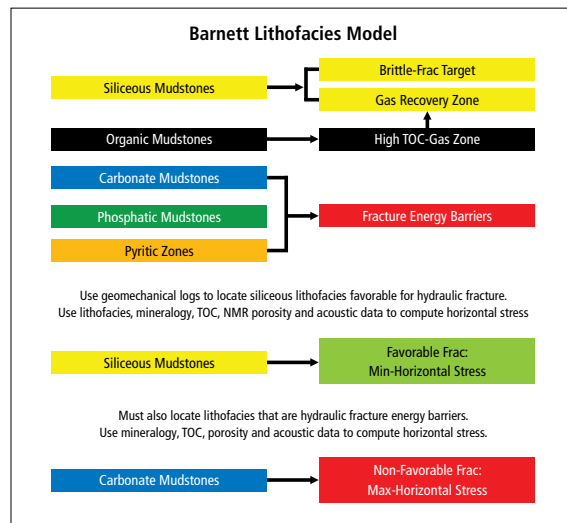 Barnett Lithofacies Model
Brittle-Frac Target
Siliceous Mudstones
Gas Recovery Zone
Organic Mudstones
High TOC-Gas Zone
Carbonate Mudstones
Phosphatic Mudstones
Fracture Energy Barriers
Pyritic Zones
Use geomechanical logs to locate siliceous lithofacies favorable for hydraulic fracture.
Use lithofacies, mineralogy, TOC, NMR porosity and acoustic data to compute horizontal stress
Siliceous Mudstones
Favorable Frac:
Min-Horizontal Stress
Must also locate lithofacies that are hydraulic fracture energy barriers.
Use mineralogy, TOC, porosity and acoustic data to compute horizontal stress.
Carbonate Mudstones
Non-Favorable Frac:
Max-Horizontal Stress